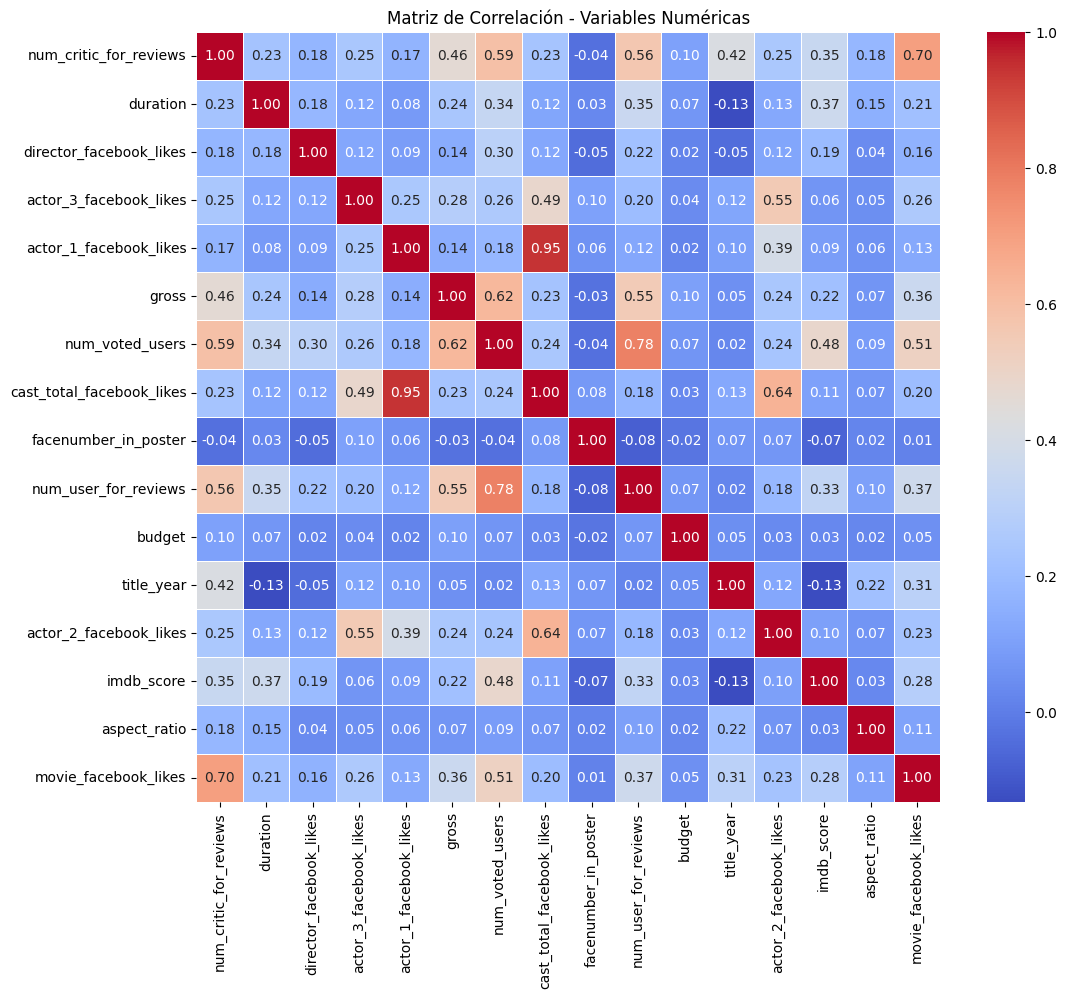 Matriz de Correlación - Variables Numéricas
num_critic_for_reviews 1.00 0.23 0.18 0.25 0.17 0.46 0.59 0.23 -0.04 0.56 0.10 0.42 0.25 0.35 0.18 0.70
duration 0.23 1.00 0.18 0.12 0.08 0.24 0.34 0.12 0.03 0.35 0.07 -0.13 0.13 0.37 0.15 0.21
director_facebook_likes 0.18 0.18 1.00 0.12 0.09 0.14 0.30 0.12 -0.05 0.22 0.02 -0.05 0.12 0.19 0.04 0.16
actor_3_facebook_likes 0.25 0.12 0.12 1.00 0.25 0.28 0.26 0.49 0.10 0.20 0.04 0.12 0.55 0.06 0.05 0.26
actor_1_facebook_likes 0.17 0.08 0.09 0.25 1.00 0.14 0.18 0.95 0.06 0.12 0.02 0.10 0.39 0.09 0.06 0.13
gross 0.46 0.24 0.14 0.28 0.14 1.00 0.62 0.23 -0.03 0.55 0.10 0.05 0.24 0.22 0.07 0.36
num_voted_users 0.59 0.34 0.30 0.26 0.18 0.62 1.00 0.24 -0.04 0.78 0.07 0.02 0.24 0.48 0.09 0.51
cast_total_facebook_likes 0.23 0.12 0.12 0.49 0.95 0.23 0.24 1.00 0.08 0.18 0.03 0.13 0.64 0.11 0.07 0.20
facenumber_in_poster -0.04 0.03 -0.05 0.10 0.06 -0.03 -0.04 0.08 1.00 -0.08 -0.02 0.07 0.07 -0.07 0.02 0.01
num_user_for_reviews 0.56 0.35 0.22 0.20 0.12 0.55 0.78 0.18 -0.08 1.00 0.07 0.02 0.18 0.33 0.10 0.37
budget 0.10 0.07 0.02 0.04 0.02 0.10 0.07 0.03 -0.02 0.07 1.00 0.05 0.03 0.03 0.02 0.05
title_year 0.42 -0.13 -0.05 0.12 0.10 0.05 0.02 0.13 0.07 0.02 0.05 1.00 0.12 -0.13 0.22 0.31
actor_2_facebook_likes 0.25 0.13 0.12 0.55 0.39 0.24 0.24 0.64 0.07 0.18 0.03 0.12 1.00 0.10 0.07 0.23
imdb_score 0.35 0.37 0.19 0.06 0.09 0.22 0.48 0.11 -0.07 0.33 0.03 -0.13 0.10 1.00 0.03 0.28
aspect_ratio 0.18 0.15 0.04 0.05 0.06 0.07 0.09 0.07 0.02 0.10 0.02 0.22 0.07 0.03 1.00 0.11
movie_facebook_likes 0.70 0.21 0.16 0.26 0.13 0.36 0.51 0.20 0.01 0.37 0.05 0.31 0.23 0.28 0.11 1.00
num_critic_for_reviews
duration
director_facebook_likes
actor_3_facebook_likes
actor_1_facebook_likes
gross
num_voted_users
cast_total_facebook_likes
facenumber_in_poster
num_user_for_reviews
budget
title_year
actor_2_facebook_likes
imdb_score
aspect_ratio
movie_facebook_likes
1.0
0.8
0.6
0.4
0.2
0.0